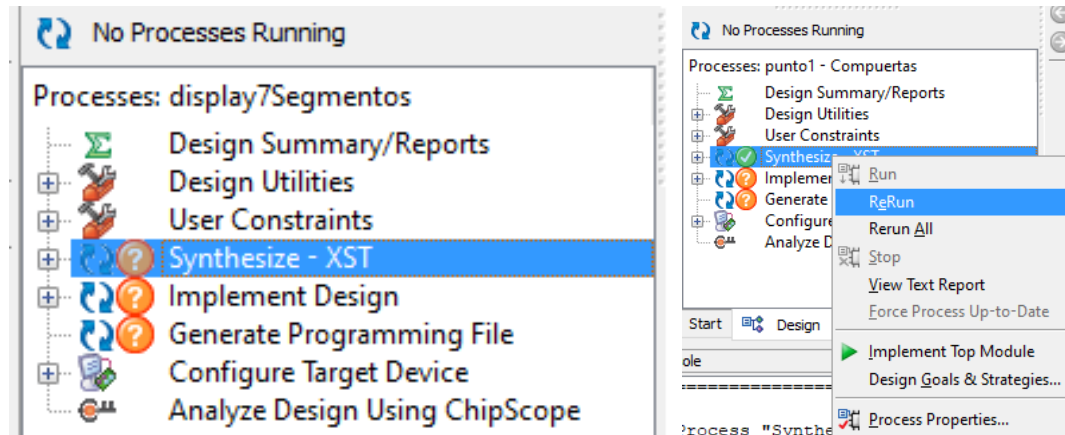 No Processes Running
Processes: display7Segmentos
Design Summary/Reports
Design Utilities
User Constraints
Synthesize - XST
Implement Design
Generate Programming File
Configure Target Device
Analyze Design Using ChipScope
No Processes Running
Processes: punto1 - Compuertas
Design Summary/Reports
Design Utilities
User Constraints
Synthesize - XST
Implemen
Generate
Configure
Analyze D
Run
ReRun
Rerun All
Stop
View Text Report
Force Process Up-to-Date
Implement Top Module
Design Goals & Strategies...
Process Properties...
Start
Design
ole
Process "Synthe